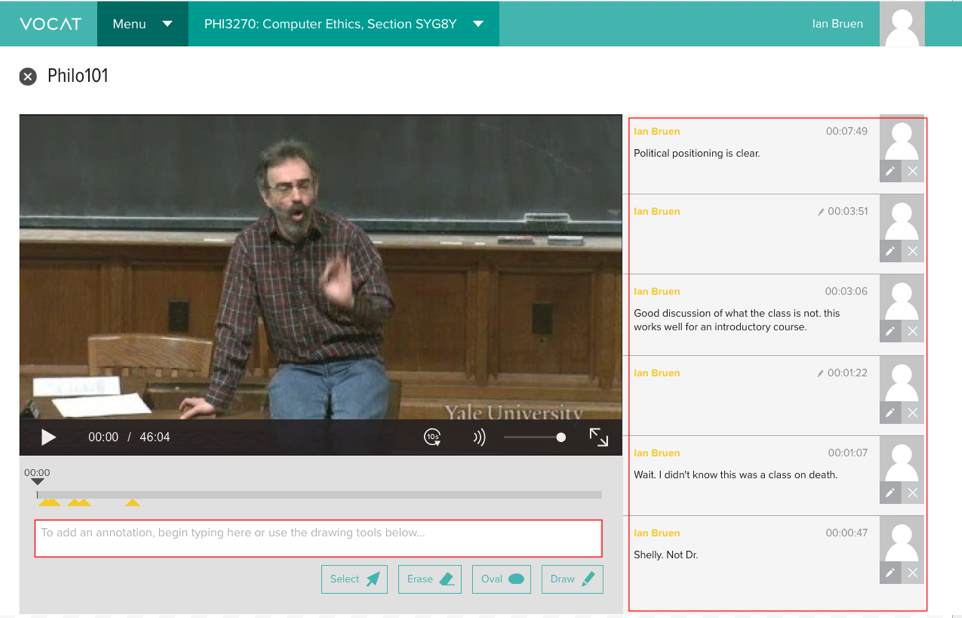 VOCAT
Menu
PHI3270: Computer Ethics, Section SYG8Y
Ian Bruen
Philo101
Yale University
00:00 / 46:04
10s
00:00
To add an annotation, begin typing here or use the drawing tools below...
Select
Erase
Oval
Draw
Ian Bruen 00:07:49
Political positioning is clear.
Ian Bruen 00:03:51
Ian Bruen 00:03:06
Good discussion of what the class is not. this
works well for an introductory course.
Ian Bruen 00:01:22
Ian Bruen 00:01:07
Wait. I didn't know this was a class on death.
Ian Bruen 00:00:47
Shelly. Not Dr.